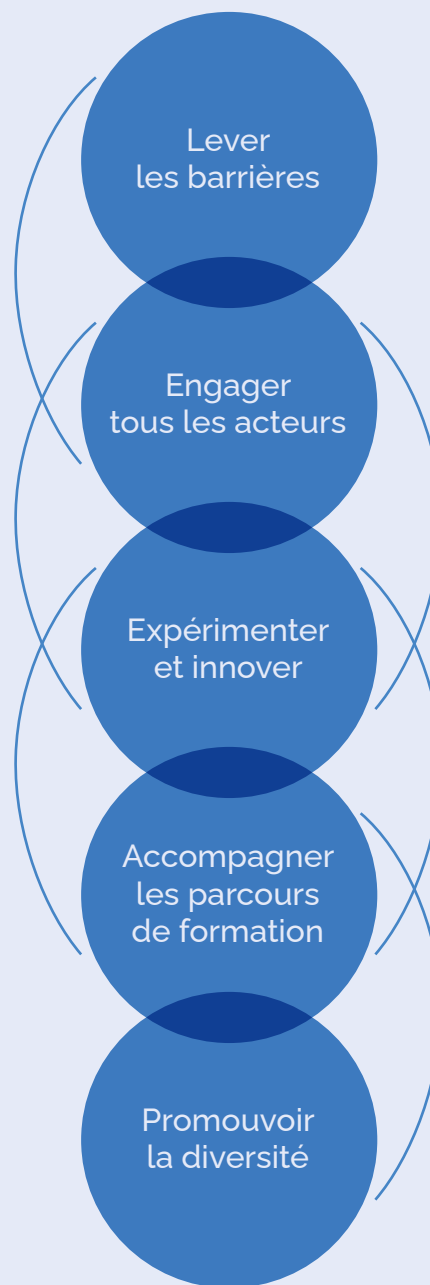 Lever
les barrières
Engager
tous les acteurs
Expérimenter
et innover
Accompagner
les parcours
de formation
Promouvoir
la diversité